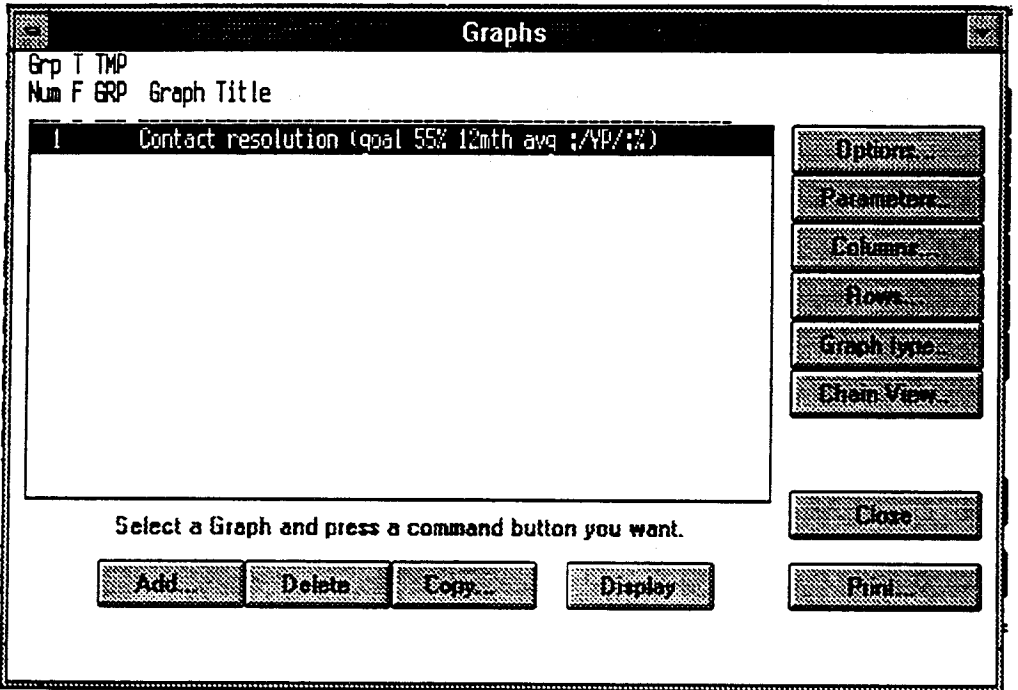 Graphs
Grp T TMP
Num F GRP Graph Title
1 Contact resolution (goal 55% 12mth avg :/YP/:%)
Options...
Parameters...
Columns...
Rows...
Graph type...
Chain View...
Close
Select a Graph and press a command button you want.
Add... Delete Copy... Display Print...